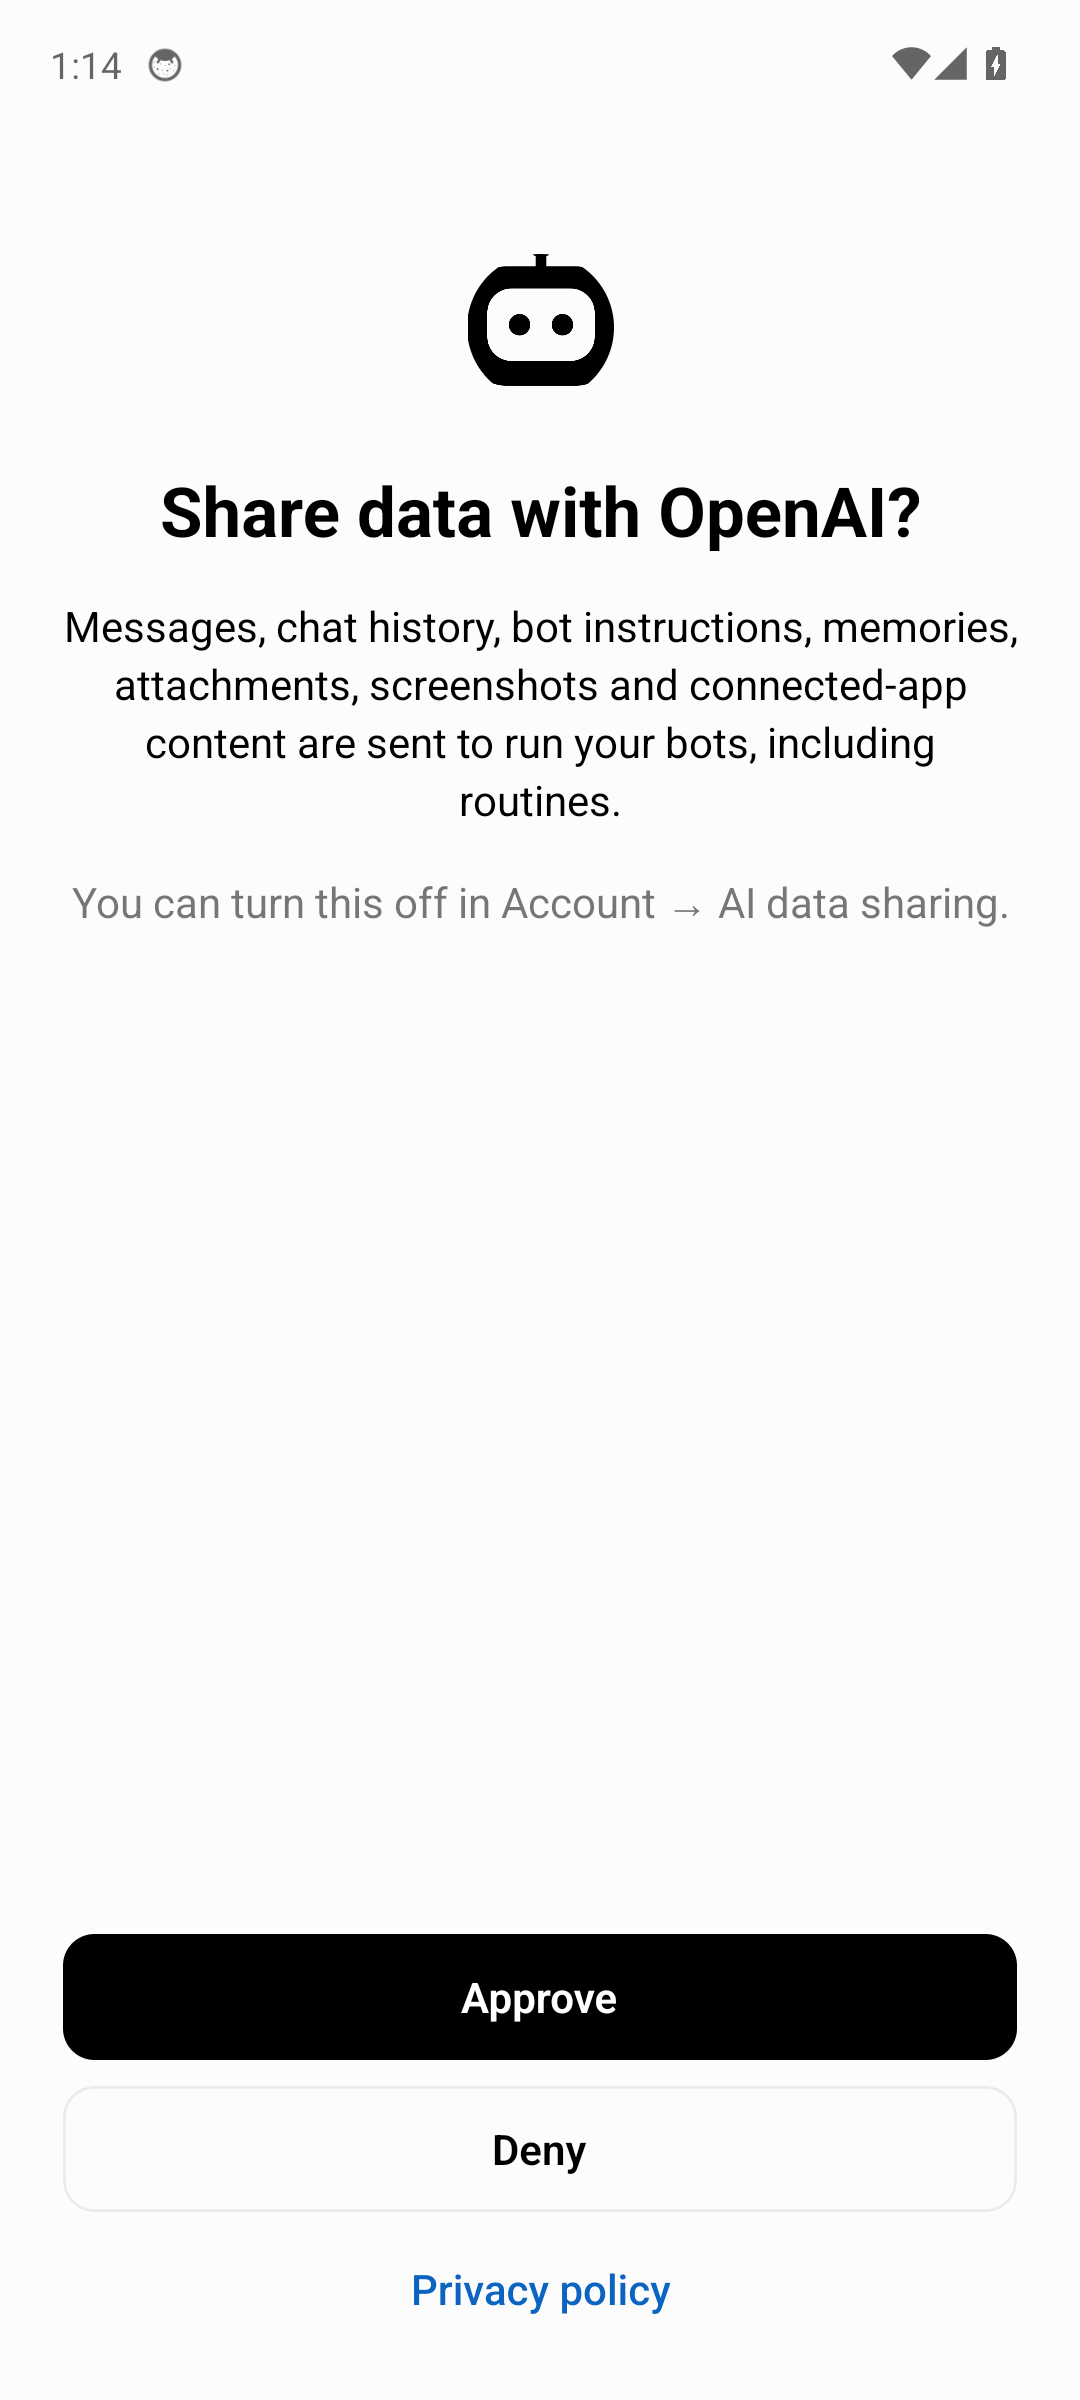 1:14
Share data with OpenAI?
Messages, chat history, bot instructions, memories,
attachments, screenshots and connected-app
content are sent to run your bots, including
routines.
You can turn this off in Account → AI data sharing.
Approve
Deny
Privacy policy